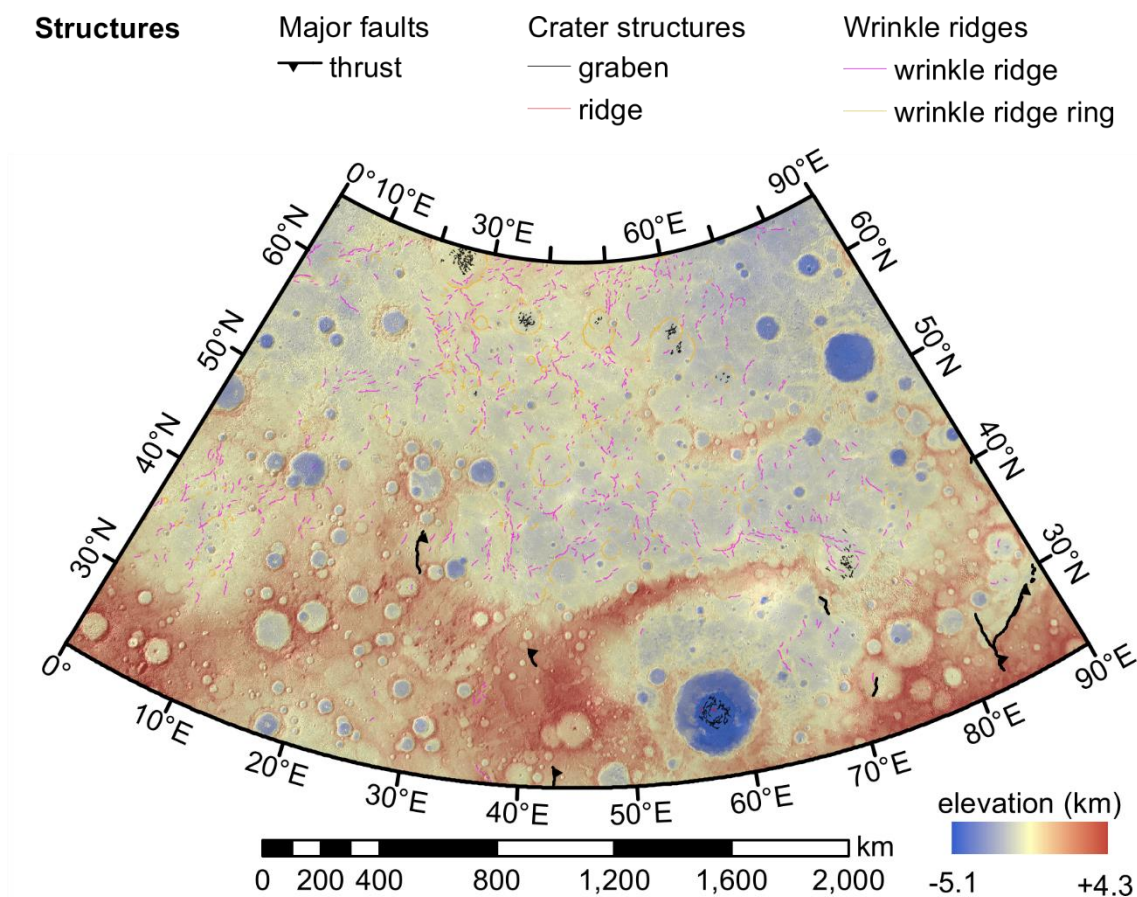 Structures Major faults Crater structures Wrinkle ridges
thrust graben wrinkle ridge
ridge wrinkle ridge ring
0° 10°E 30°E 60°E 90°E
60°N 60°N
50°N 50°N
40°N 40°N
30°N 30°N
0° 90°E
10°E 20°E 30°E 40°E 50°E 60°E 70°E 80°E
elevation (km)
km
0 200 400 800 1,200 1,600 2,000
-5.1 +4.3